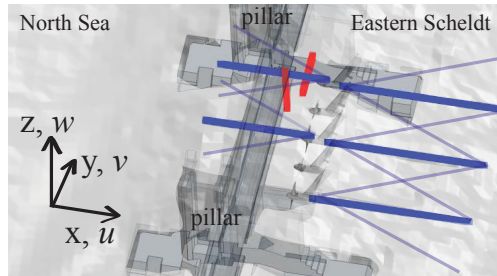 North Sea
pillar
Eastern Scheldt
z, w
y, v
x, u
pillar